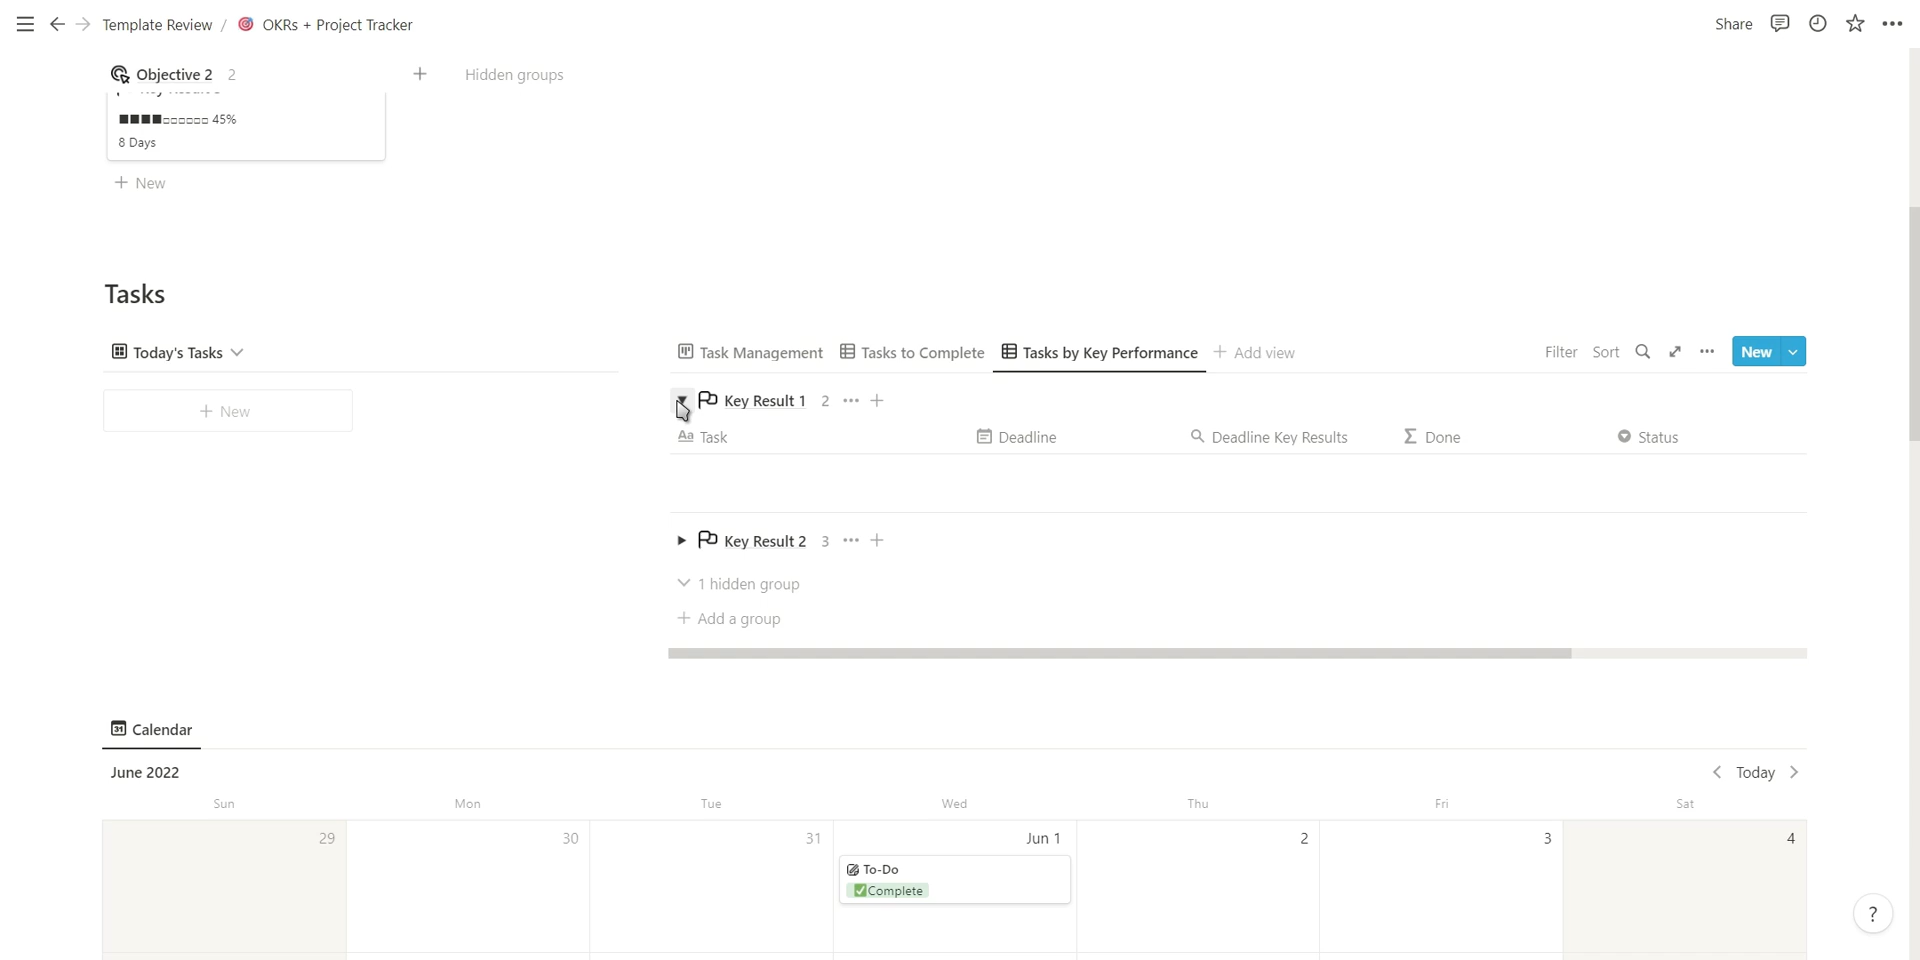 Template Review / OKRs + Project Tracker
Share
Objective 2 2
Hidden groups
45%
8 Days
+ New
Tasks
Today's Tasks
+ New
Task Management
Tasks to Complete
Tasks by Key Performance
+ Add view
Filter
Sort
New
Key Result 1 2 ••• +
Aa Task
Deadline
Deadline Key Results
Σ Done
Status
Key Result 2 3 ••• +
1 hidden group
+ Add a group
31 Calendar
June 2022
Today
Sun
Mon
Tue
Wed
Thu
Fri
Sat
29
30
31
Jun 1
2
3
4
To-Do
Complete
?